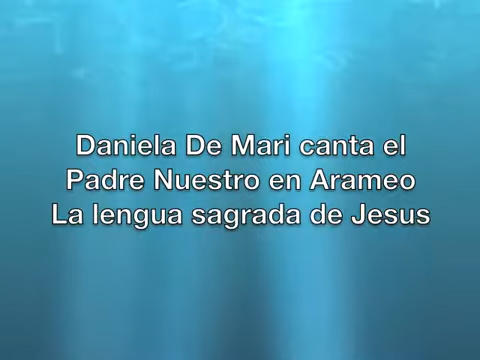 Daniela De Mari canta el
Padre Nuestro en Arameo
La lengua sagrada de Jesus